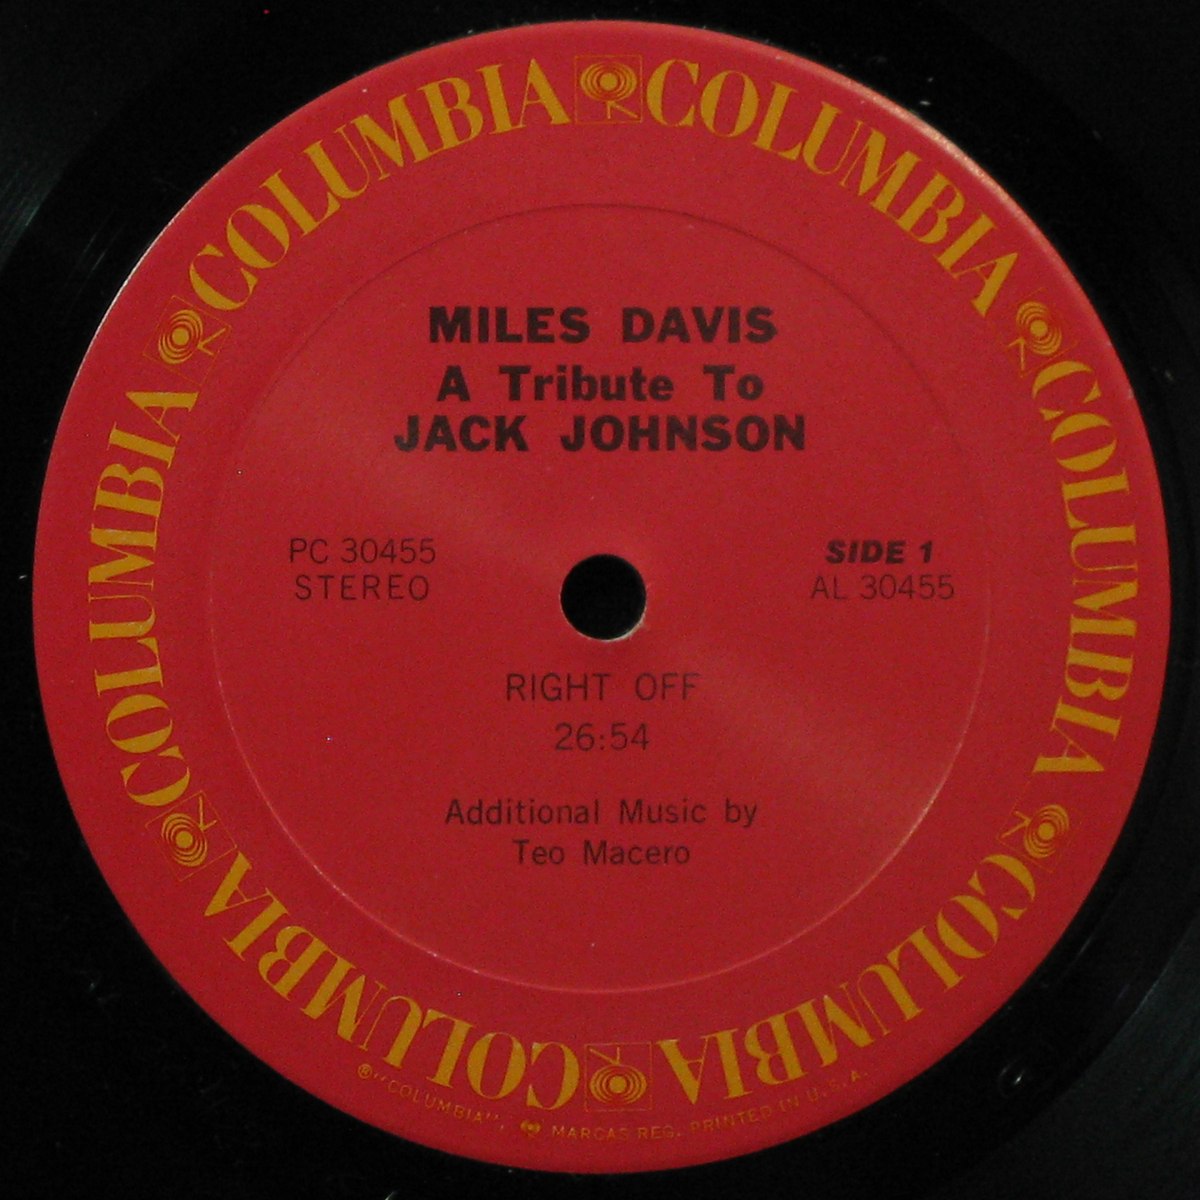 COLUMBIA COLUMBIA COLUMBIA COLUMBIA COLUMBIA COLUMBIA
MILES DAVIS
A Tribute To
JACK JOHNSON
PC 30455
STEREO
SIDE 1
AL 30455
RIGHT OFF
26:54
Additional Music by
Teo Macero
®"COLUMBIA", MARCAS REG. PRINTED IN U.S.A.